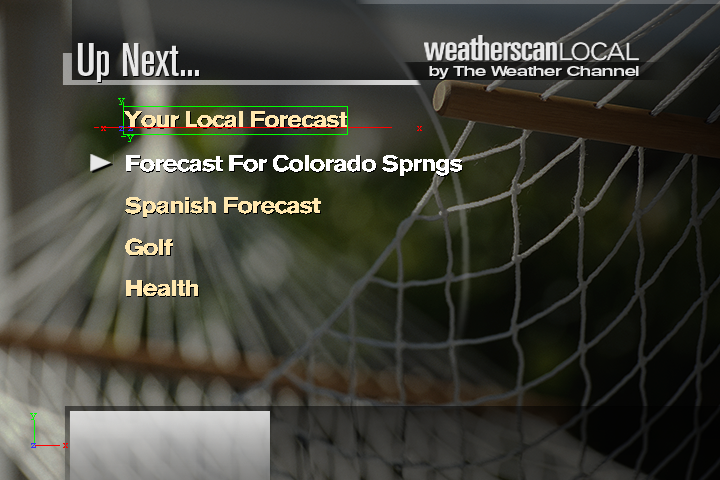 Up Next...
weatherscanLOCAL
by The Weather Channel
Your Local Forecast
Forecast For Colorado Sprngs
Spanish Forecast
Golf
Health